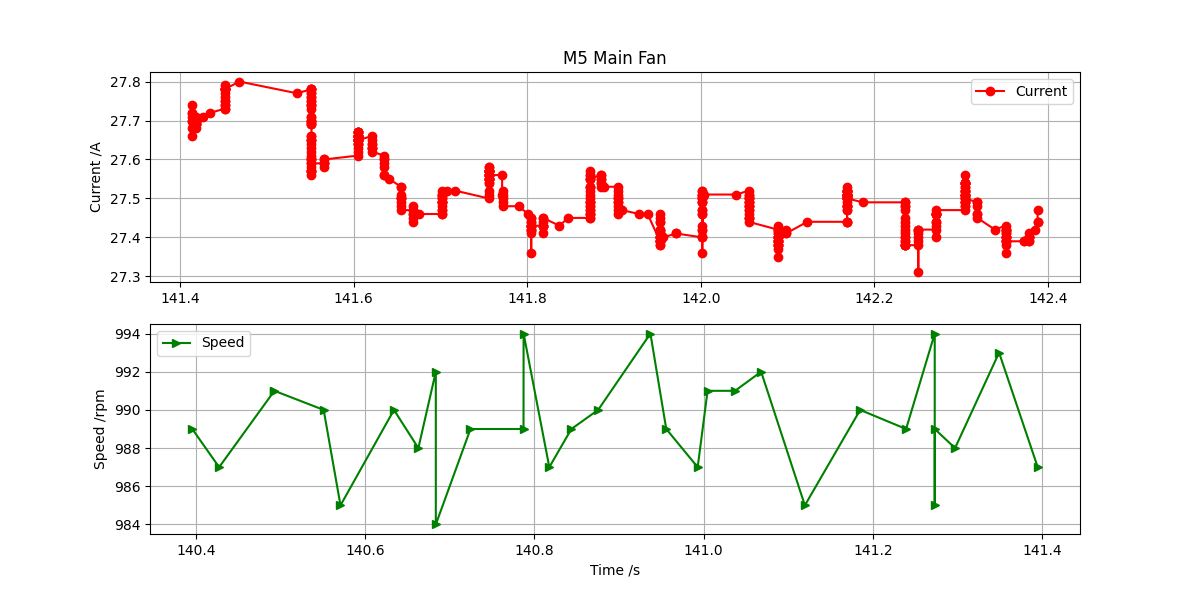 M5 Main Fan
27.8
27.7
27.6
27.5
27.4
27.3
Current /A
Current
141.4 141.6 141.8 142.0 142.2 142.4
994
992
990
988
986
984
Speed /rpm
Speed
140.4 140.6 140.8 141.0 141.2 141.4
Time /s